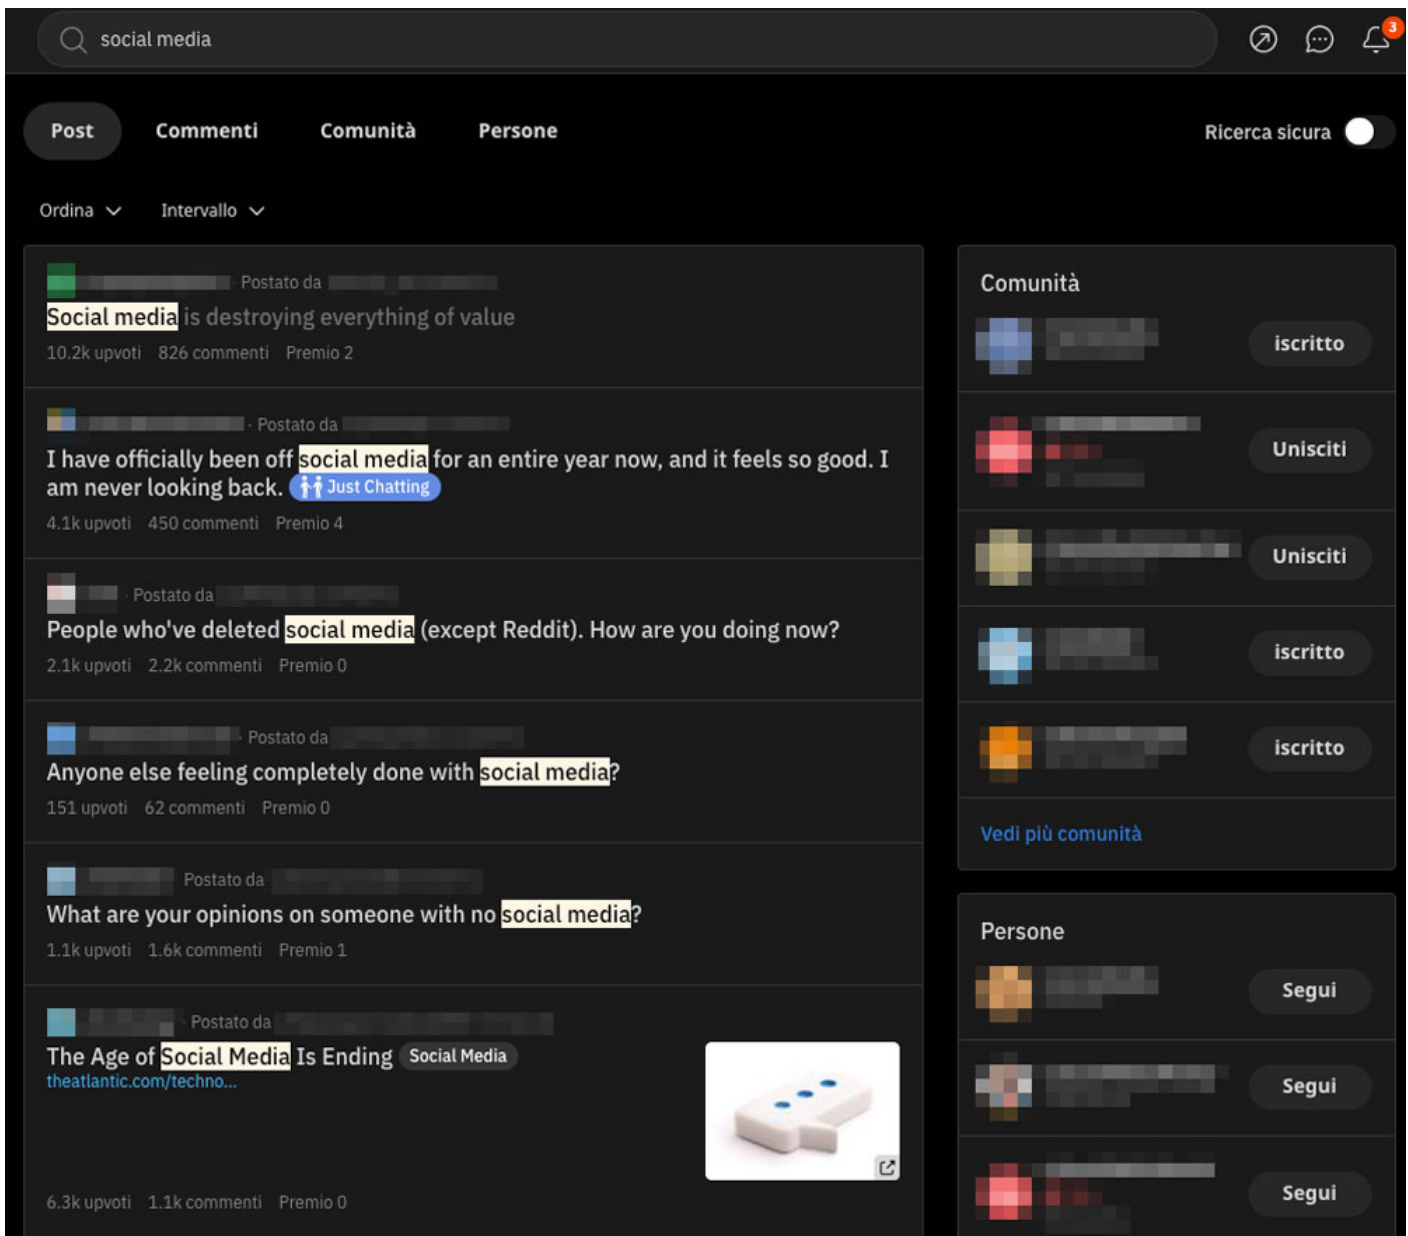 social media
3
Post Commenti Comunità Persone
Ricerca sicura
Ordina Intervallo
· Postato da
Social media is destroying everything of value
10.2k upvoti 826 commenti Premio 2
· Postato da
I have officially been off social media for an entire year now, and it feels so good. I
am never looking back. Just Chatting
4.1k upvoti 450 commenti Premio 4
· Postato da
People who've deleted social media (except Reddit). How are you doing now?
2.1k upvoti 2.2k commenti Premio 0
· Postato da
Anyone else feeling completely done with social media?
151 upvoti 62 commenti Premio 0
Postato da
What are your opinions on someone with no social media?
1.1k upvoti 1.6k commenti Premio 1
· Postato da
The Age of Social Media Is Ending Social Media
theatlantic.com/techno...
6.3k upvoti 1.1k commenti Premio 0
Comunità
iscritto
Unisciti
Unisciti
iscritto
iscritto
Vedi più comunità
Persone
Segui
Segui
Segui